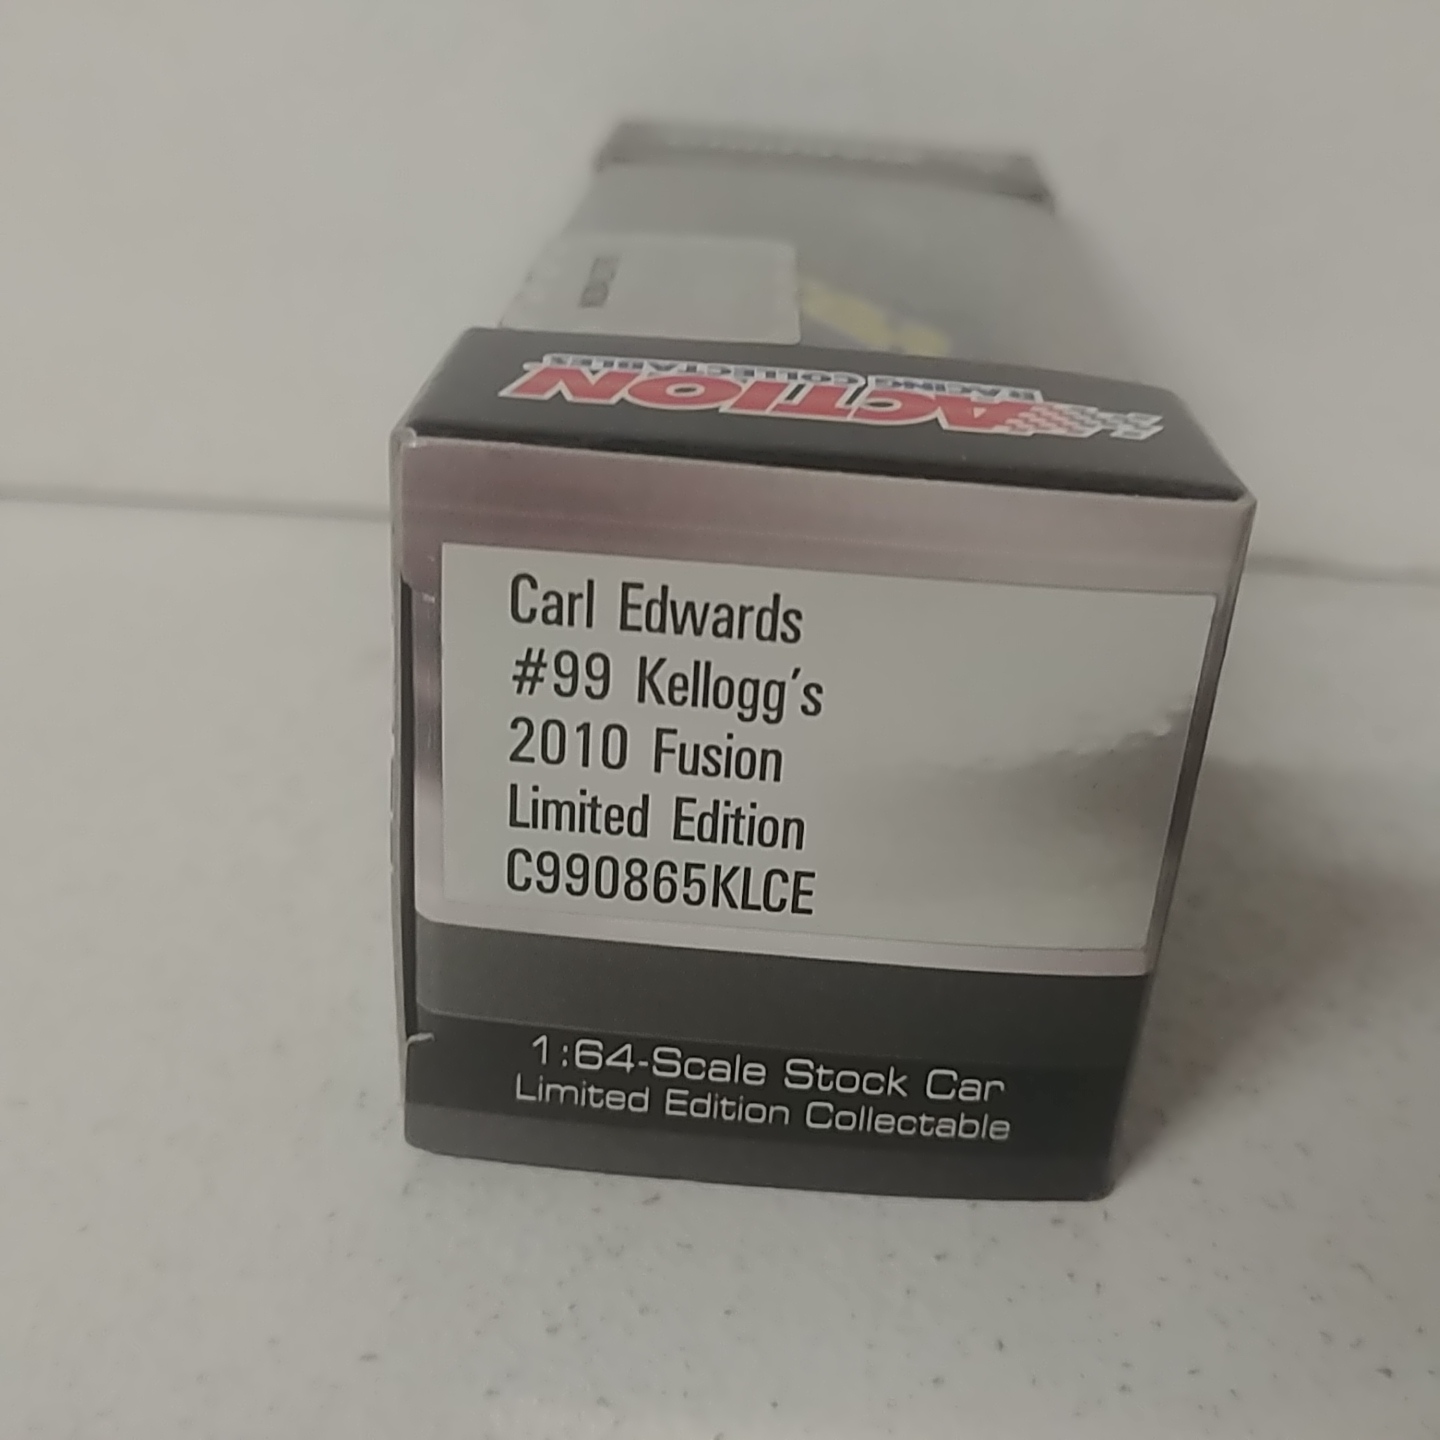 ACTION
RACING COLLECTABLES
Carl Edwards
#99 Kellogg's
2010 Fusion
Limited Edition
C990865KLCE
1:64-Scale Stock Car
Limited Edition Collectable